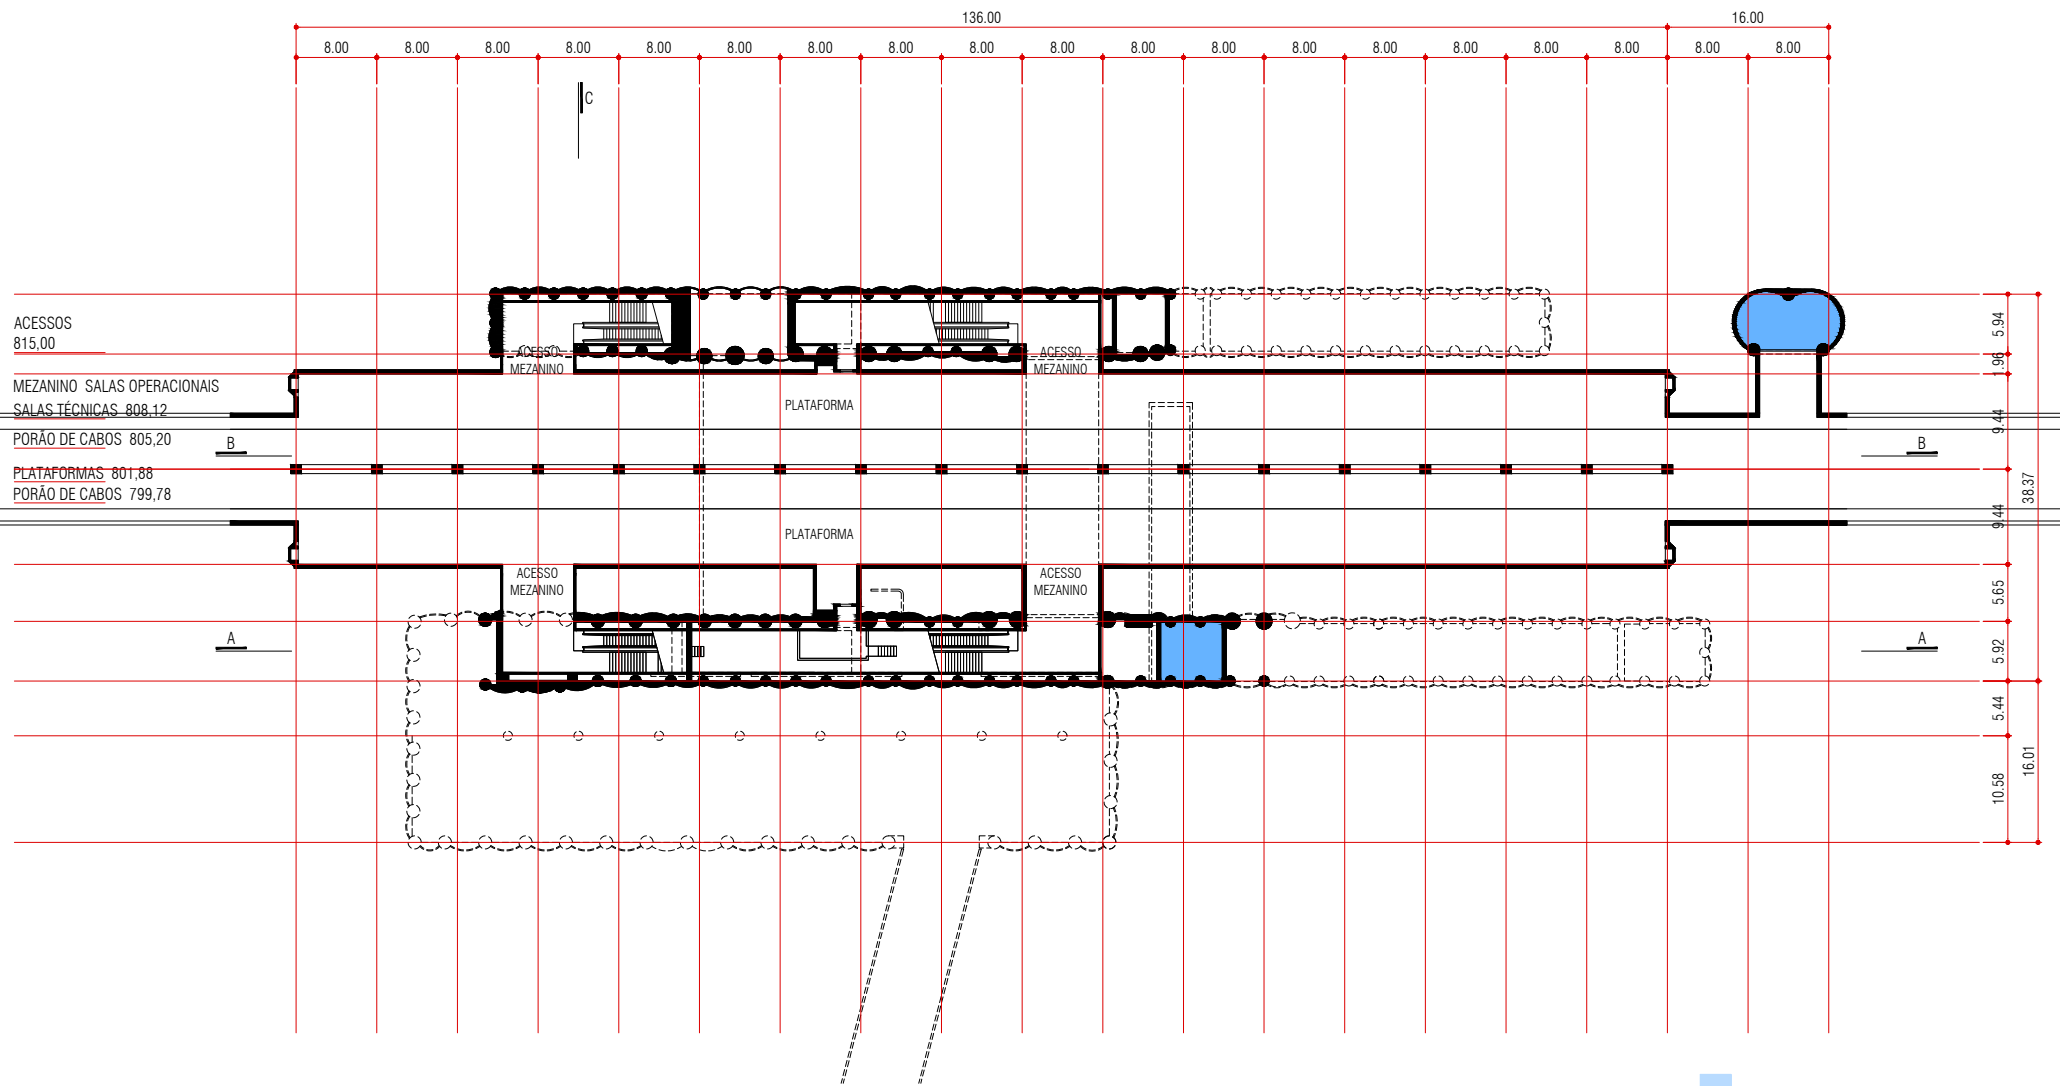 136.00 16.00
8.00 8.00 8.00 8.00 8.00 8.00 8.00 8.00 8.00 8.00 8.00 8.00 8.00 8.00 8.00 8.00 8.00 8.00 8.00
C
ACESSOS
815,00
MEZANINO SALAS OPERACIONAIS
SALAS TÉCNICAS 808,12
PORÃO DE CABOS 805,20
PLATAFORMAS 801,88
PORÃO DE CABOS 799,78
B
A
ACESSO
MEZANINO
ACESSO
MEZANINO
PLATAFORMA
PLATAFORMA
ACESSO
MEZANINO
ACESSO
MEZANINO
B
A
5.94
1.96
9.44
9.44
5.65
5.92
5.44
10.58
38.37
16.01